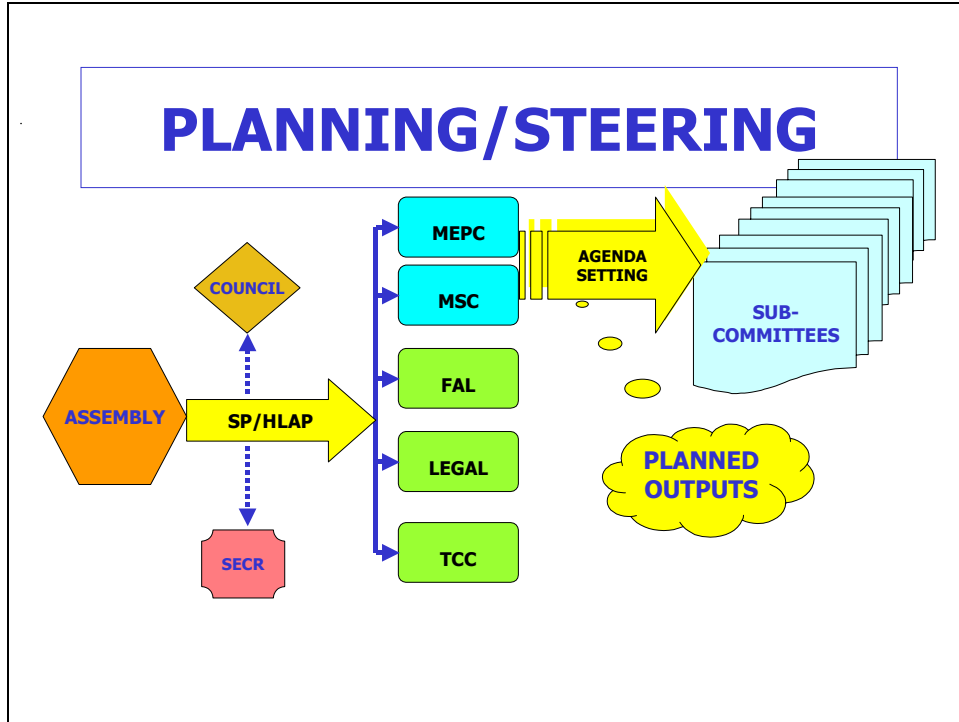 PLANNING/STEERING
MEPC
MSC
FAL
LEGAL
TCC
COUNCIL
ASSEMBLY
SP/HLAP
SECR
AGENDA
SETTING
SUB-
COMMITTEES
PLANNED
OUTPUTS